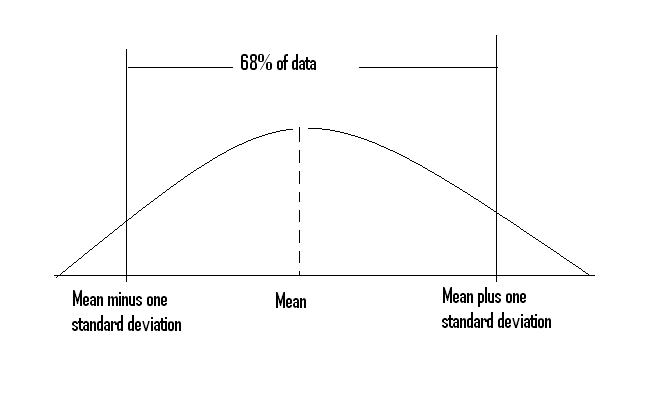 68% of data
Mean minus one
standard deviation
Mean
Mean plus one
standard deviation